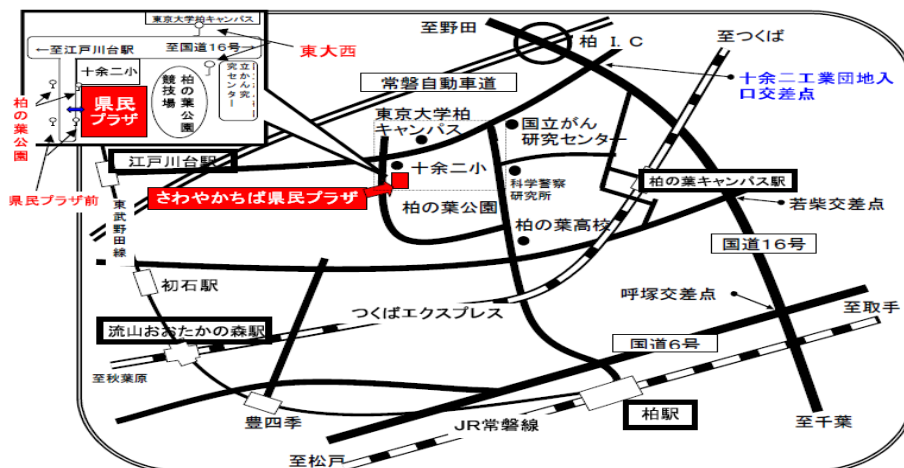 東京大学柏キャンパス
←至江戸川台駅
至国道16号→
東大西
十余二小
県民
プラザ
柏の葉公園
競技場
柏の葉公園
県民プラザ前
至野田
柏 I.C
至つくば
常磐自動車道
十余二工業団地入
口交差点
東京大学柏
キャンパス
国立がん
研究センター
江戸川台駅
十余二小
科学警察
研究所
柏の葉キャンパス駅
さわやかちば県民プラザ
柏の葉公園
若柴交差点
東武野田線
柏の葉高校
国道16号
初石駅
呼塚交差点
至取手
つくばエクスプレス
流山おおたかの森駅
国道6号
至秋葉原
豊四季
JR常磐線
柏駅
至千葉
至松戸